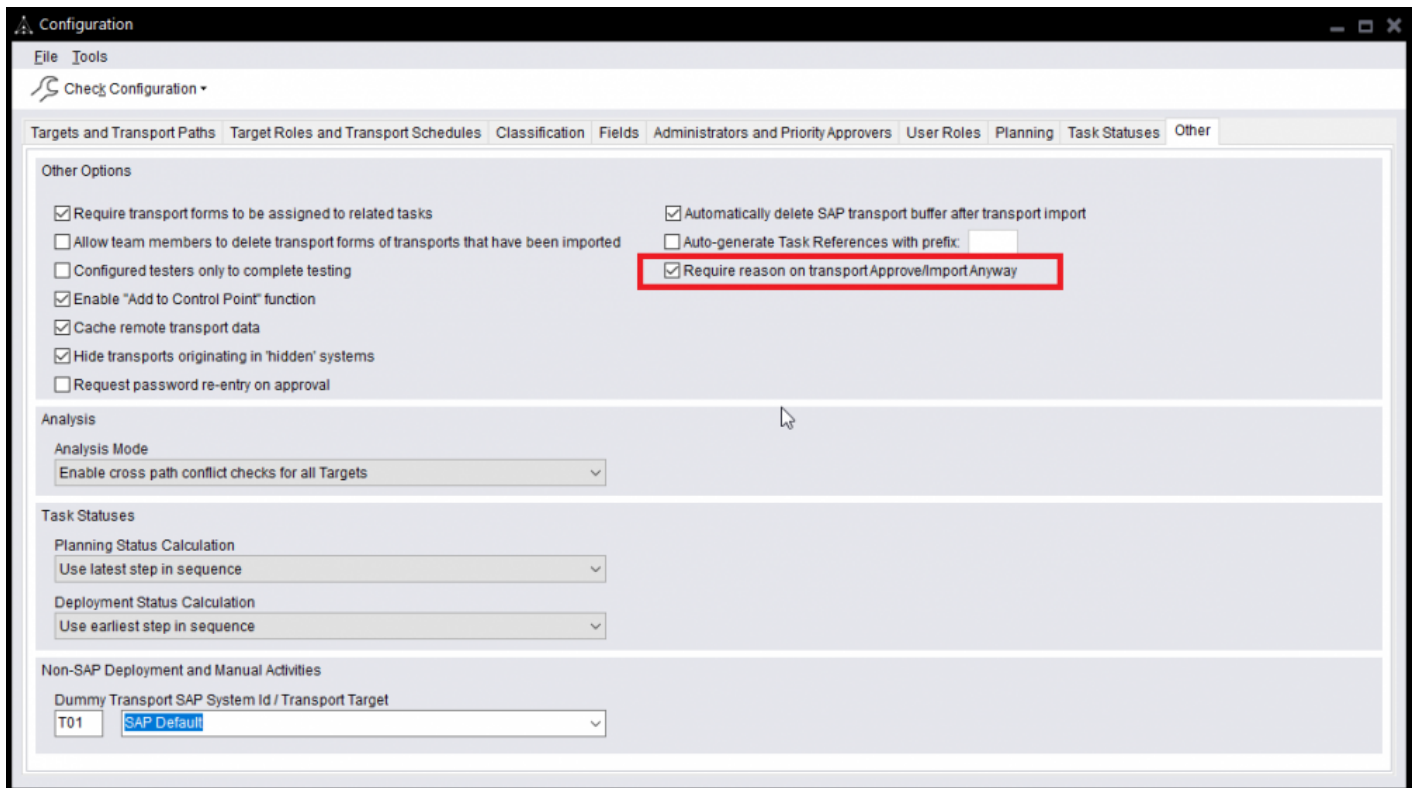 Configuration
File Tools
Check Configuration
Targets and Transport Paths Target Roles and Transport Schedules Classification Fields Administrators and Priority Approvers User Roles Planning Task Statuses Other
Other Options
Require transport forms to be assigned to related tasks
Allow team members to delete transport forms of transports that have been imported
Configured testers only to complete testing
Enable "Add to Control Point" function
Cache remote transport data
Hide transports originating in 'hidden' systems
Request password re-entry on approval
Automatically delete SAP transport buffer after transport import
Auto-generate Task References with prefix:
Require reason on transport Approve/Import Anyway
Analysis
Analysis Mode
Enable cross path conflict checks for all Targets
Task Statuses
Planning Status Calculation
Use latest step in sequence
Deployment Status Calculation
Use earliest step in sequence
Non-SAP Deployment and Manual Activities
Dummy Transport SAP System Id / Transport Target
T01 SAP Default